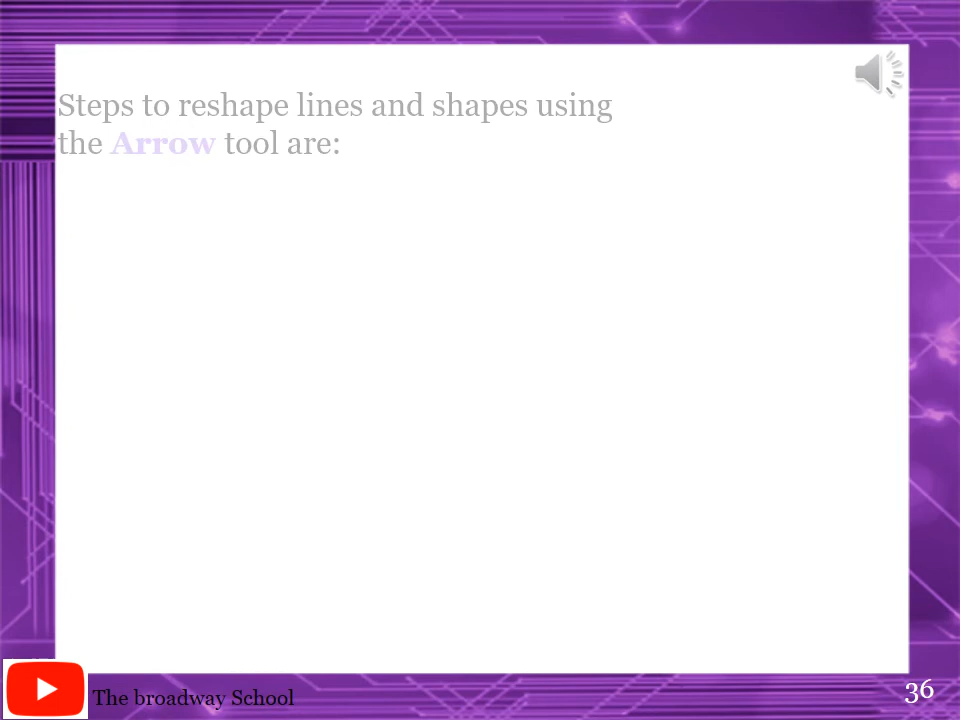 Steps to reshape lines and shapes using
the Arrow tool are:
The broadway School
36